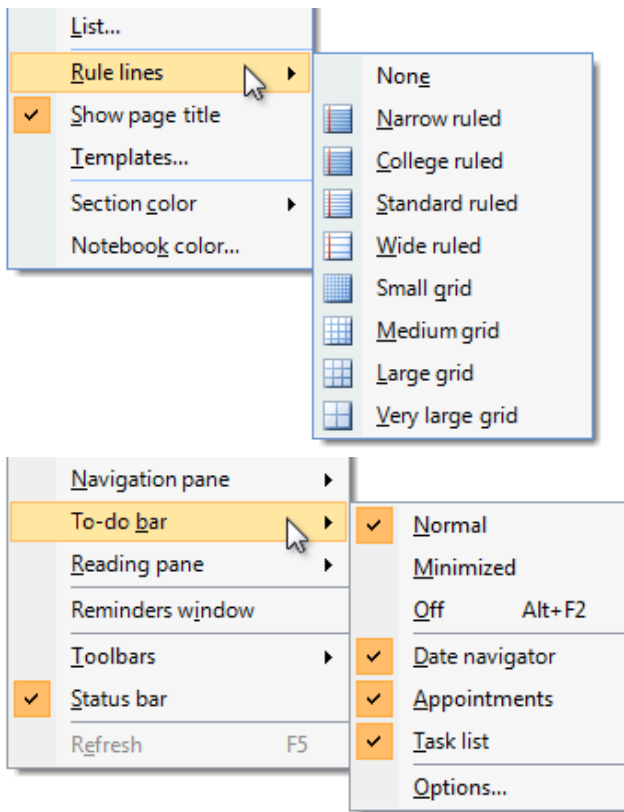 List...
Rule lines
Show page title
Templates...
Section color
Notebook color...
None
Narrow ruled
College ruled
Standard ruled
Wide ruled
Small grid
Medium grid
Large grid
Very large grid
Navigation pane
To-do bar
Reading pane
Reminders window
Toolbars
Status bar
Refresh F5
Normal
Minimized
Off Alt+F2
Date navigator
Appointments
Task list
Options...